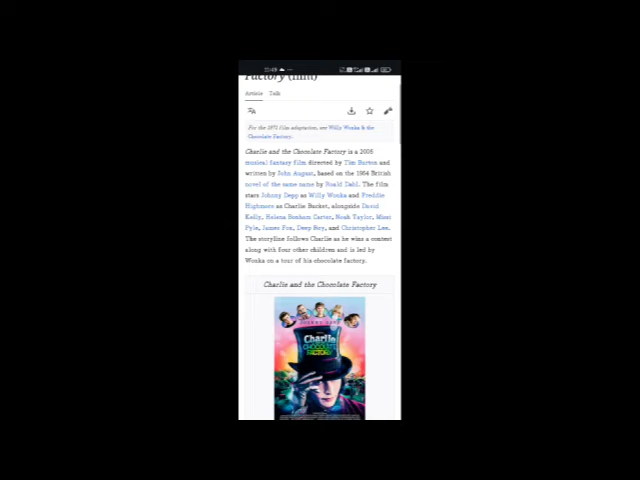 Factory (film)
Article Talk
For the 1971 film adaptation, see Willy Wonka & the
Chocolate Factory.
Charlie and the Chocolate Factory is a 2005
musical fantasy film directed by Tim Burton and
written by John August, based on the 1964 British
novel of the same name by Roald Dahl. The film
stars Johnny Depp as Willy Wonka and Freddie
Highmore as Charlie Bucket, alongside David
Kelly, Helena Bonham Carter, Noah Taylor, Missi
Pyle, James Fox, Deep Roy, and Christopher Lee.
The storyline follows Charlie as he wins a contest
along with four other children and is led by
Wonka on a tour of his chocolate factory.
Charlie and the Chocolate Factory
Charlie
CHOCOLATE
FACTORY